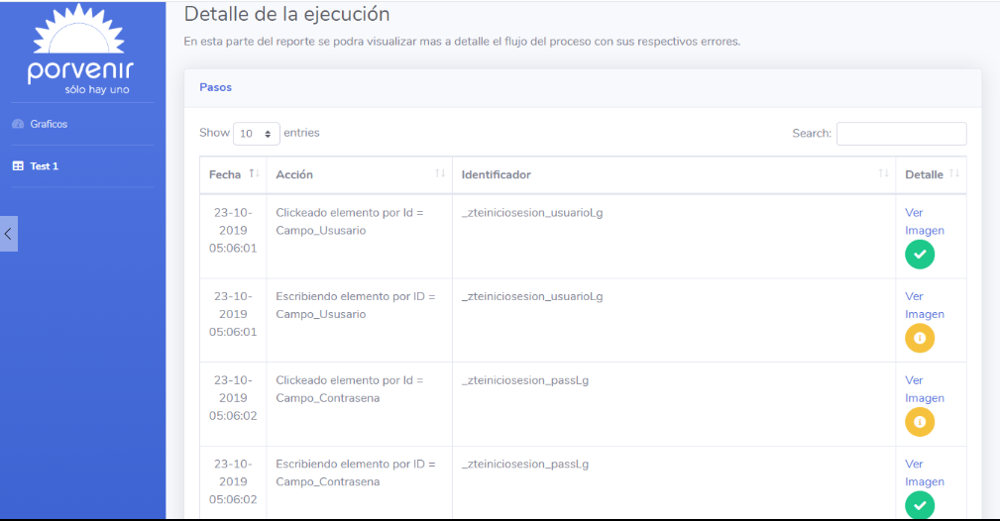 porvenir
sólo hay uno
Graficos
Test 1
Detalle de la ejecución
En esta parte del reporte se podra visualizar mas a detalle el flujo del proceso con sus respectivos errores.
Pasos
Show 10 entries
Search:
Fecha Acción Identificador Detalle
23-10-2019 05:06:01 Clickeado elemento por Id = Campo_Ususario _zteiniciosesion_usuarioLg Ver Imagen
23-10-2019 05:06:01 Escribiendo elemento por ID = Campo_Ususario _zteiniciosesion_usuarioLg Ver Imagen
23-10-2019 05:06:02 Clickeado elemento por Id = Campo_Contrasena _zteiniciosesion_passLg Ver Imagen
23-10-2019 05:06:02 Escribiendo elemento por ID = Campo_Contrasena _zteiniciosesion_passLg Ver Imagen